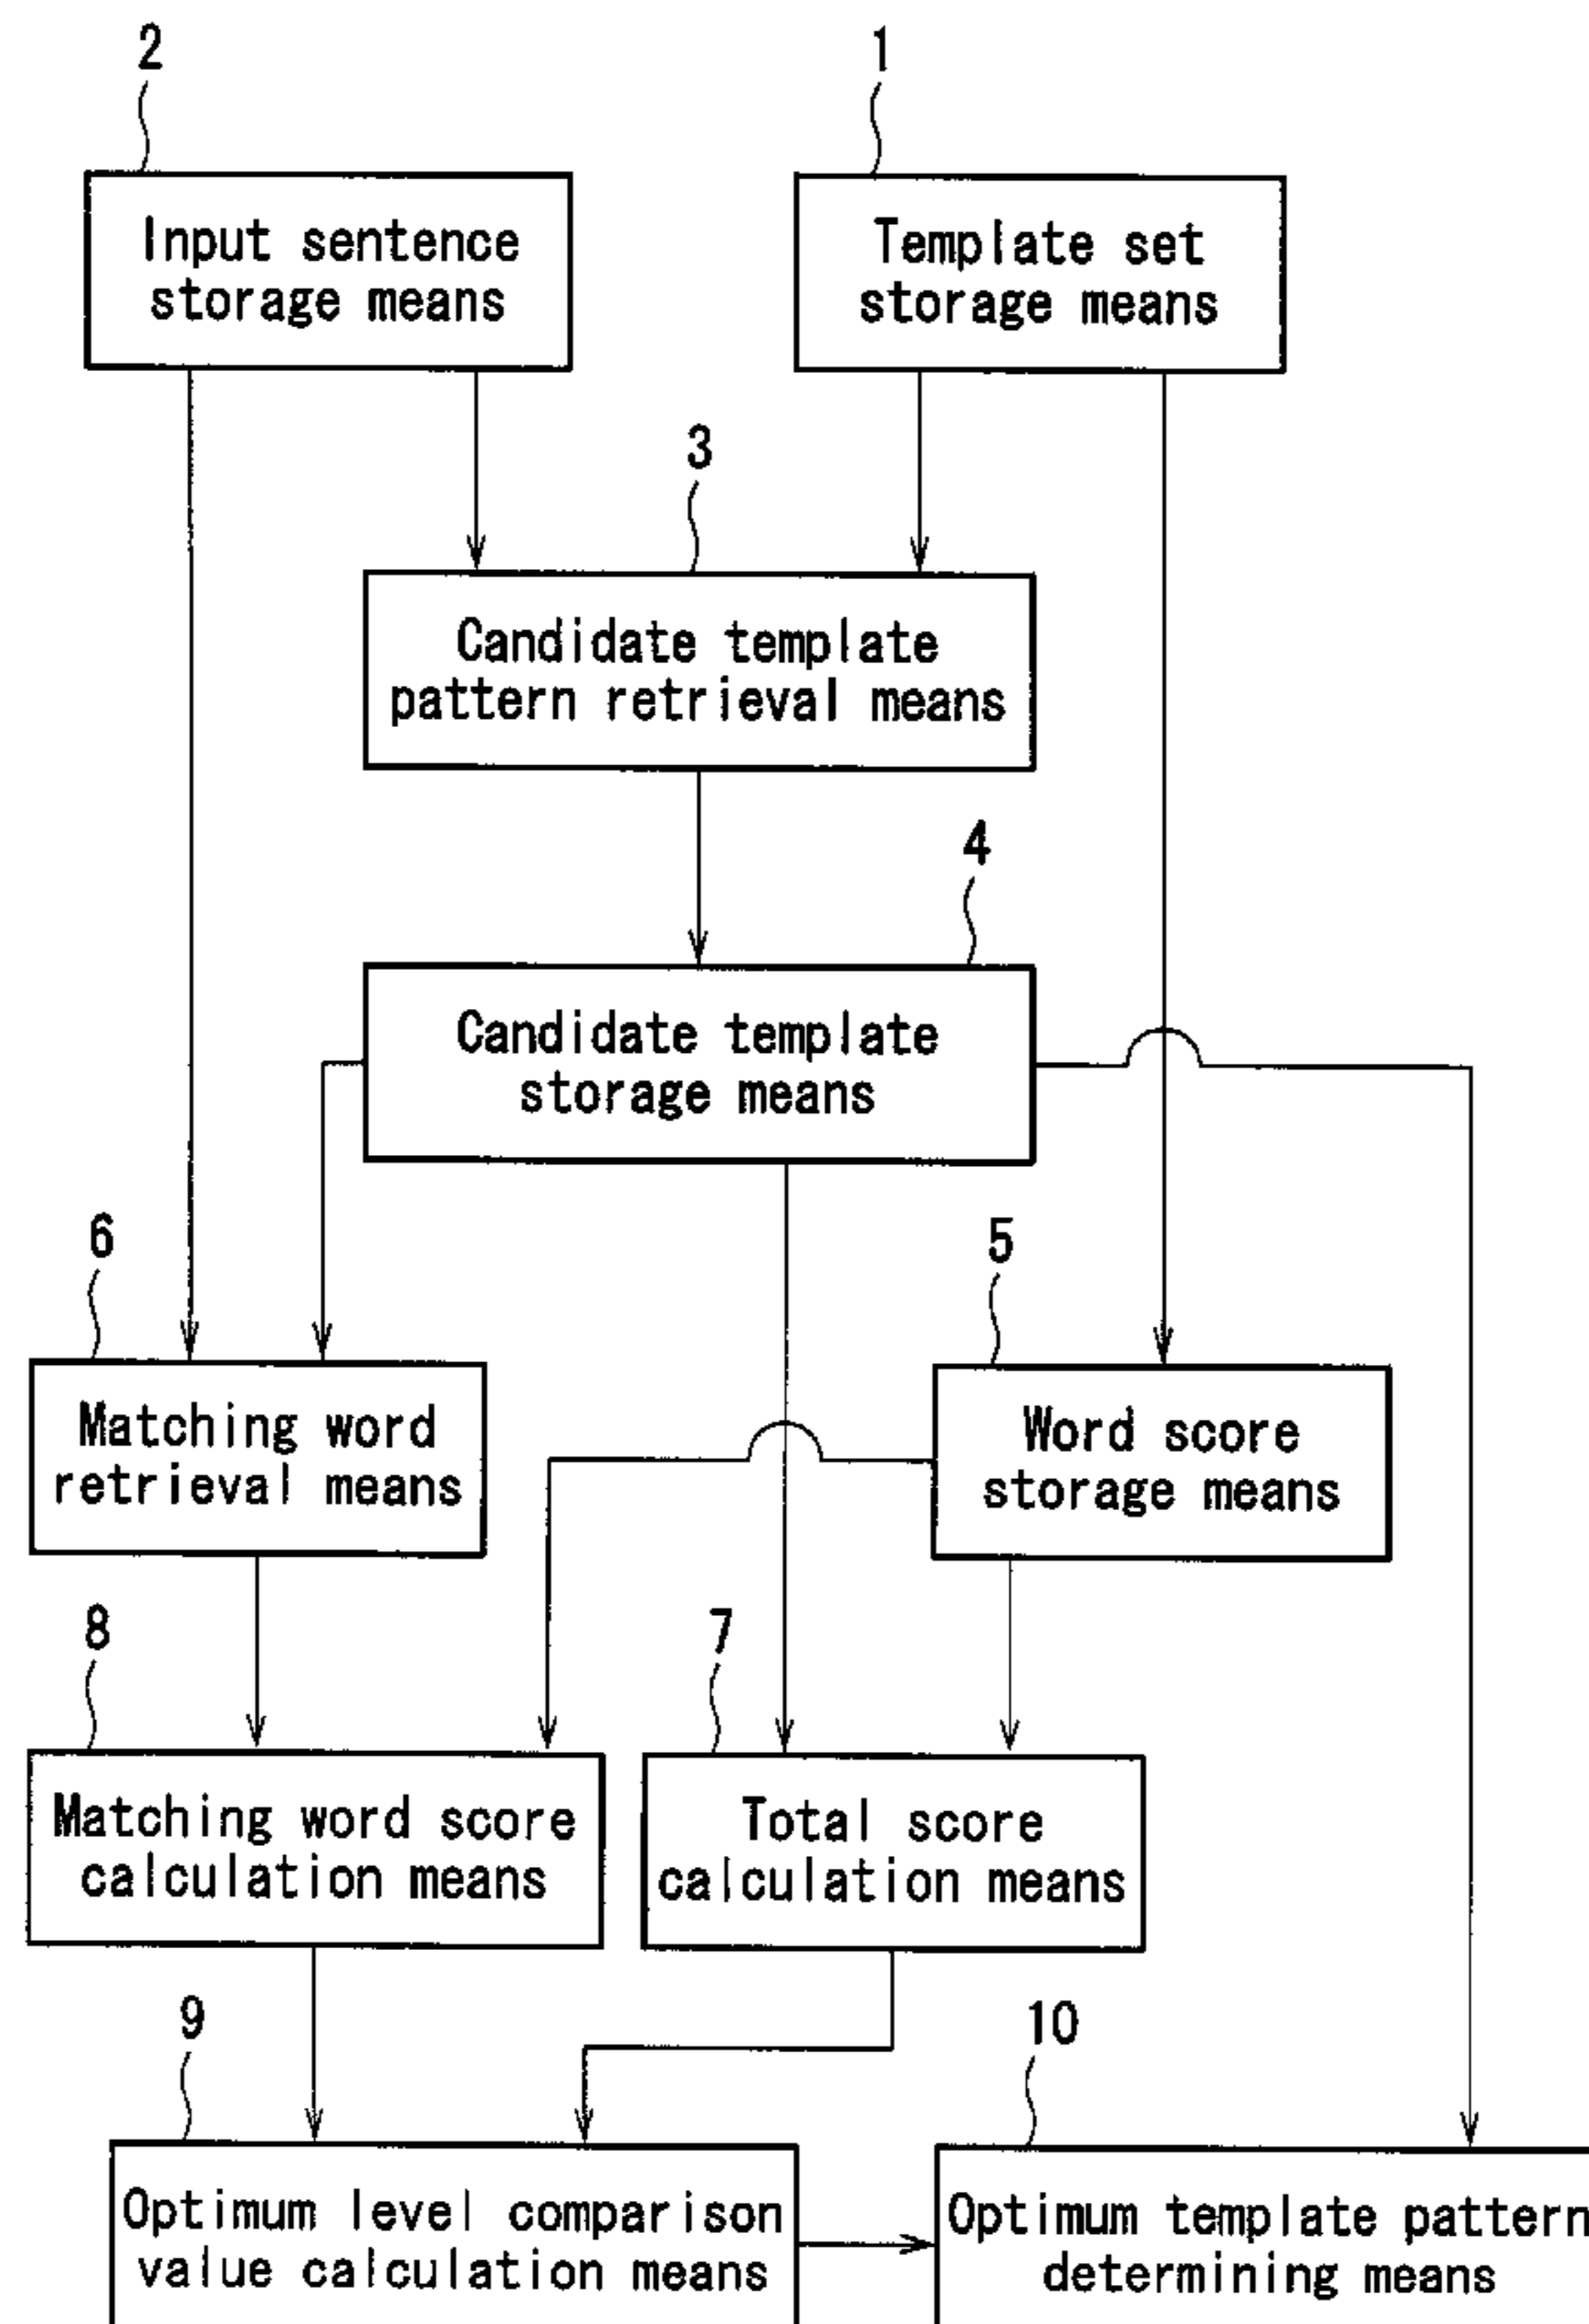 2
1
Input sentence
storage means
Template set
storage means
3
Candidate template
pattern retrieval means
4
Candidate template
storage means
6
5
Matching word
retrieval means
Word score
storage means
8
7
Matching word score
calculation means
Total score
calculation means
9
10
Optimum level comparison
value calculation means
Optimum template pattern
determining means